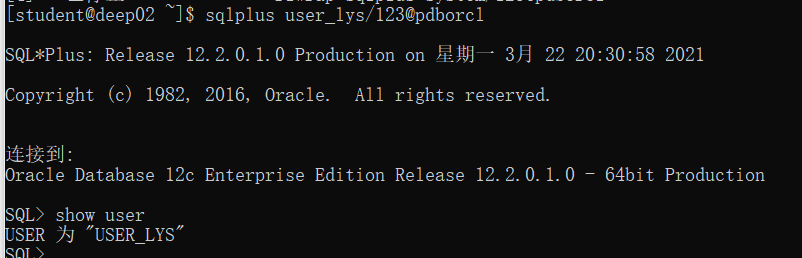 [student@deep02 ~]$ sqlplus user_lys/123@pdborcl
SQL*Plus: Release 12.2.0.1.0 Production on 星期一 3月 22 20:30:58 2021
Copyright (c) 1982, 2016, Oracle.  All rights reserved.
连接到:
Oracle Database 12c Enterprise Edition Release 12.2.0.1.0 - 64bit Production
SQL> show user
USER 为 "USER_LYS"
SQL>